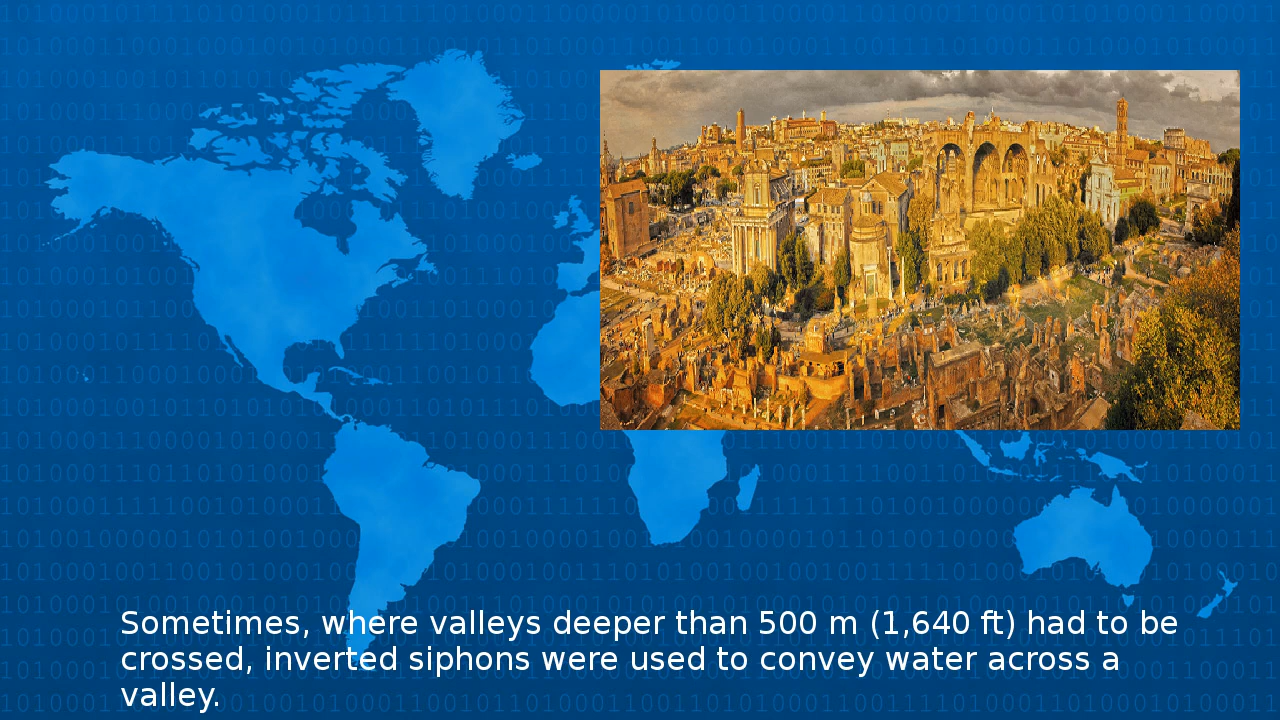 Sometimes, where valleys deeper than 500 m (1,640 ft) had to be
crossed, inverted siphons were used to convey water across a
valley.